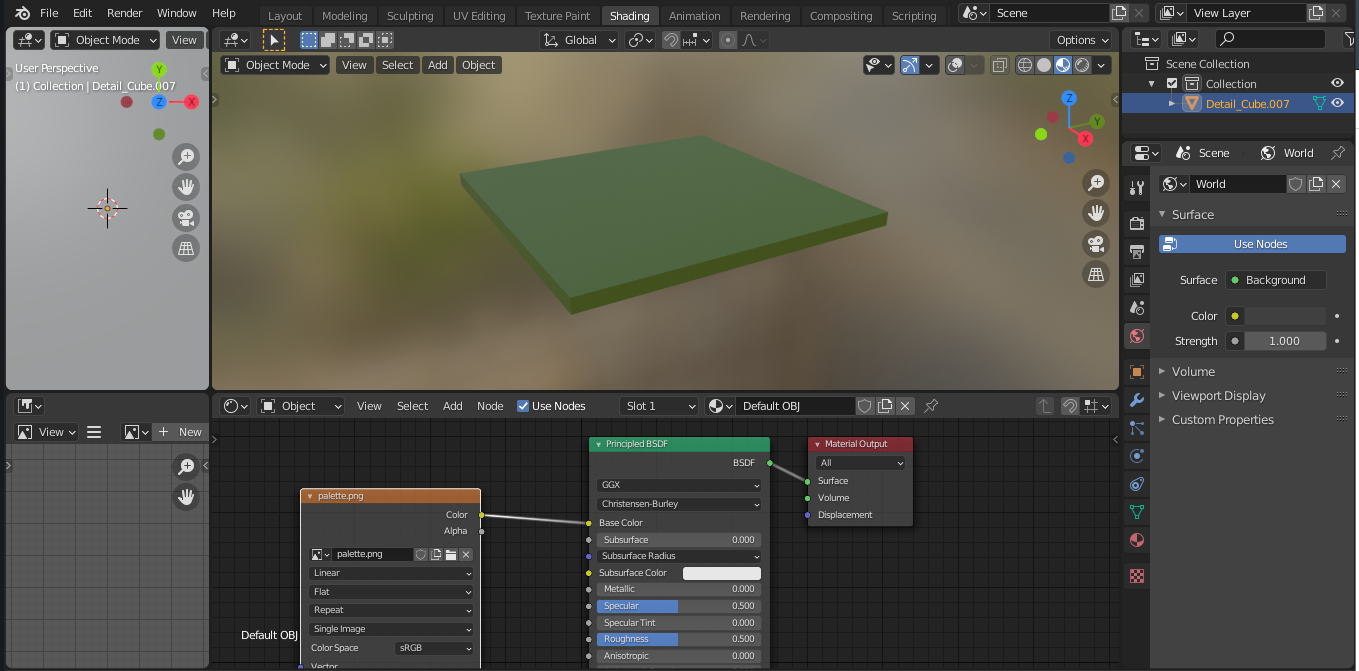 File Edit Render Window Help Layout Modeling Sculpting UV Editing Texture Paint Shading Animation Rendering Compositing Scripting Scene View Layer
Object Mode View
Global Options
User Perspective
(1) Collection | Detail_Cube.007
Y
Z X
Object Mode View Select Add Object
Z
Y
X
Scene Collection
Collection
Detail_Cube.007
Scene World
World
Surface
Use Nodes
Surface Background
Color
Strength 1.000
Volume
Viewport Display
Custom Properties
View + New
Object View Select Add Node Use Nodes Slot 1 Default OBJ
palette.png
Color
Alpha
palette.png
Linear
Flat
Repeat
Single Image
Color Space sRGB
Vector
Default OBJ
Principled BSDF
BSDF
GGX
Christensen-Burley
Base Color
Subsurface 0.000
Subsurface Radius
Subsurface Color
Metallic 0.000
Specular 0.500
Specular Tint 0.000
Roughness 0.500
Anisotropic 0.000
Material Output
All
Surface
Volume
Displacement